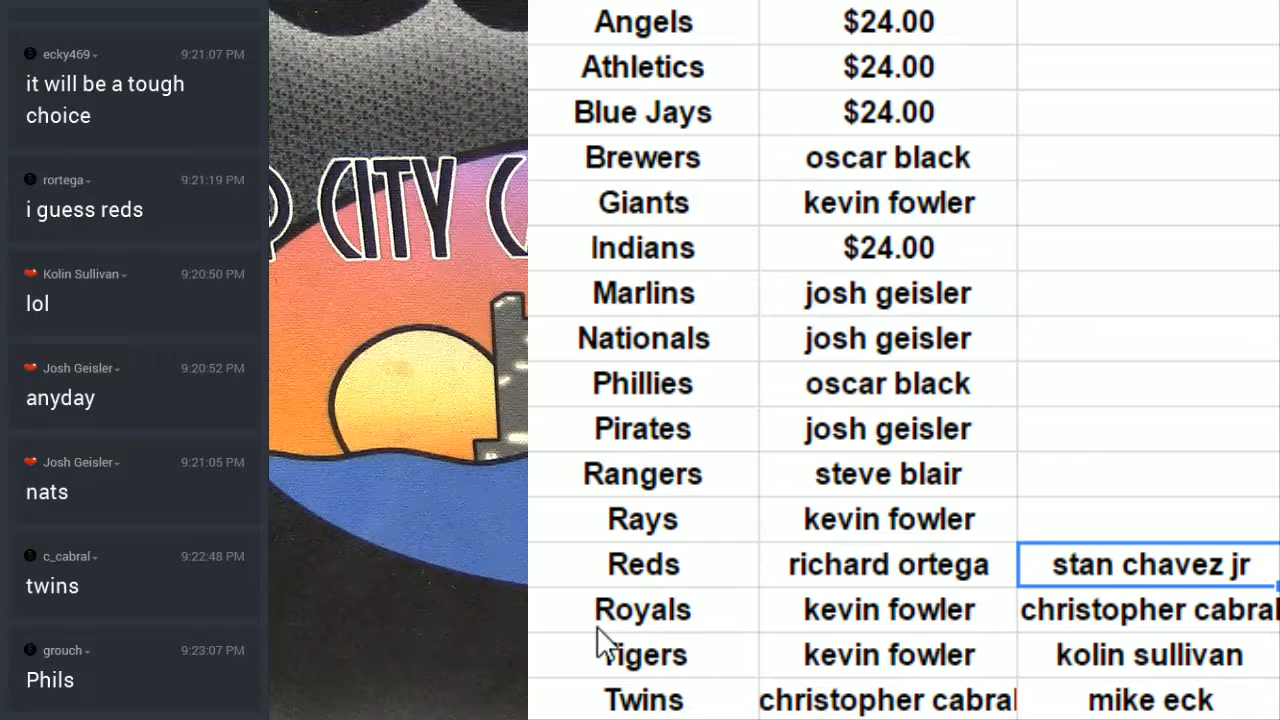 ecky469
9:21:07 PM
it will be a tough
choice
rortega
9:21:19 PM
i guess reds
Kolin Sullivan
9:20:50 PM
lol
Josh Geisler
9:20:52 PM
anyday
Josh Geisler
9:21:05 PM
nats
c_cabral
9:22:48 PM
twins
grouch
9:23:07 PM
Phils
CITY
Angels $24.00
Athletics $24.00
Blue Jays $24.00
Brewers oscar black
Giants kevin fowler
Indians $24.00
Marlins josh geisler
Nationals josh geisler
Phillies oscar black
Pirates josh geisler
Rangers steve blair
Rays kevin fowler
Reds richard ortega stan chavez jr
Royals kevin fowler christopher cabral
Tigers kevin fowler kolin sullivan
Twins christopher cabral mike eck